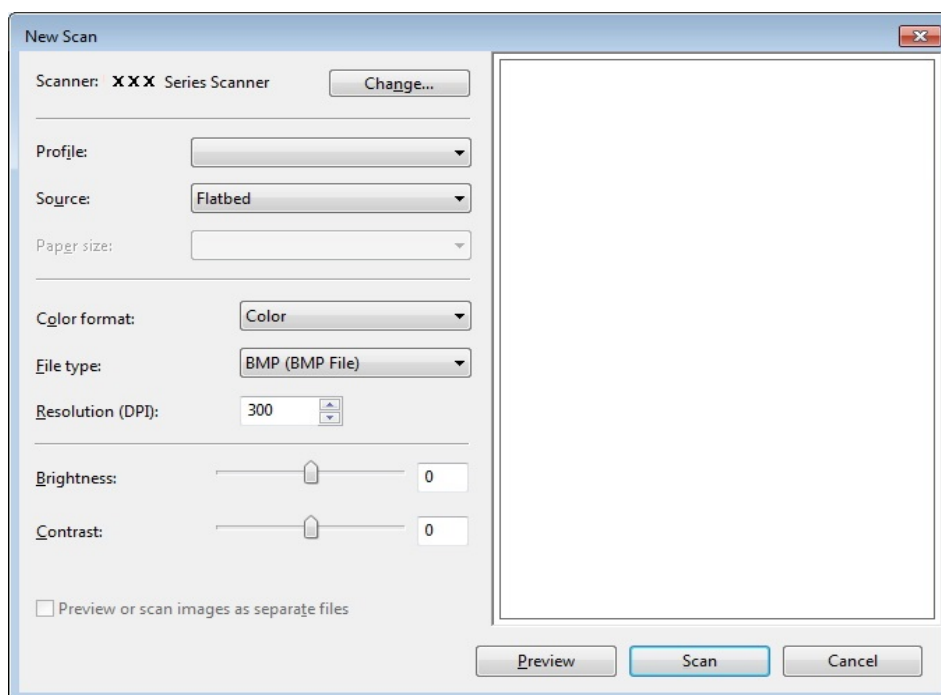 New Scan
Scanner: XXX Series Scanner Change...
Profile:
Source: Flatbed
Paper size:
Color format: Color
File type: BMP (BMP File)
Resolution (DPI): 300
Brightness: 0
Contrast: 0
Preview or scan images as separate files
Preview Scan Cancel